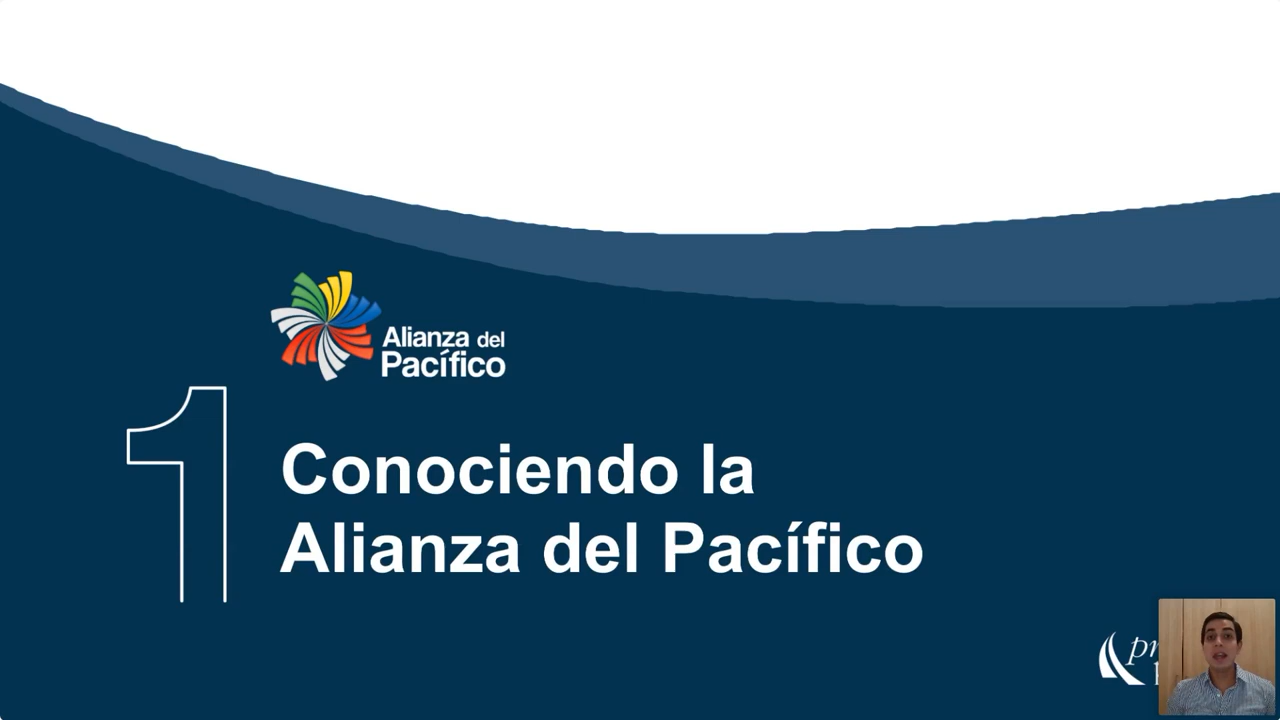 Alianza del
Pacífico
1
Conociendo la
Alianza del Pacífico